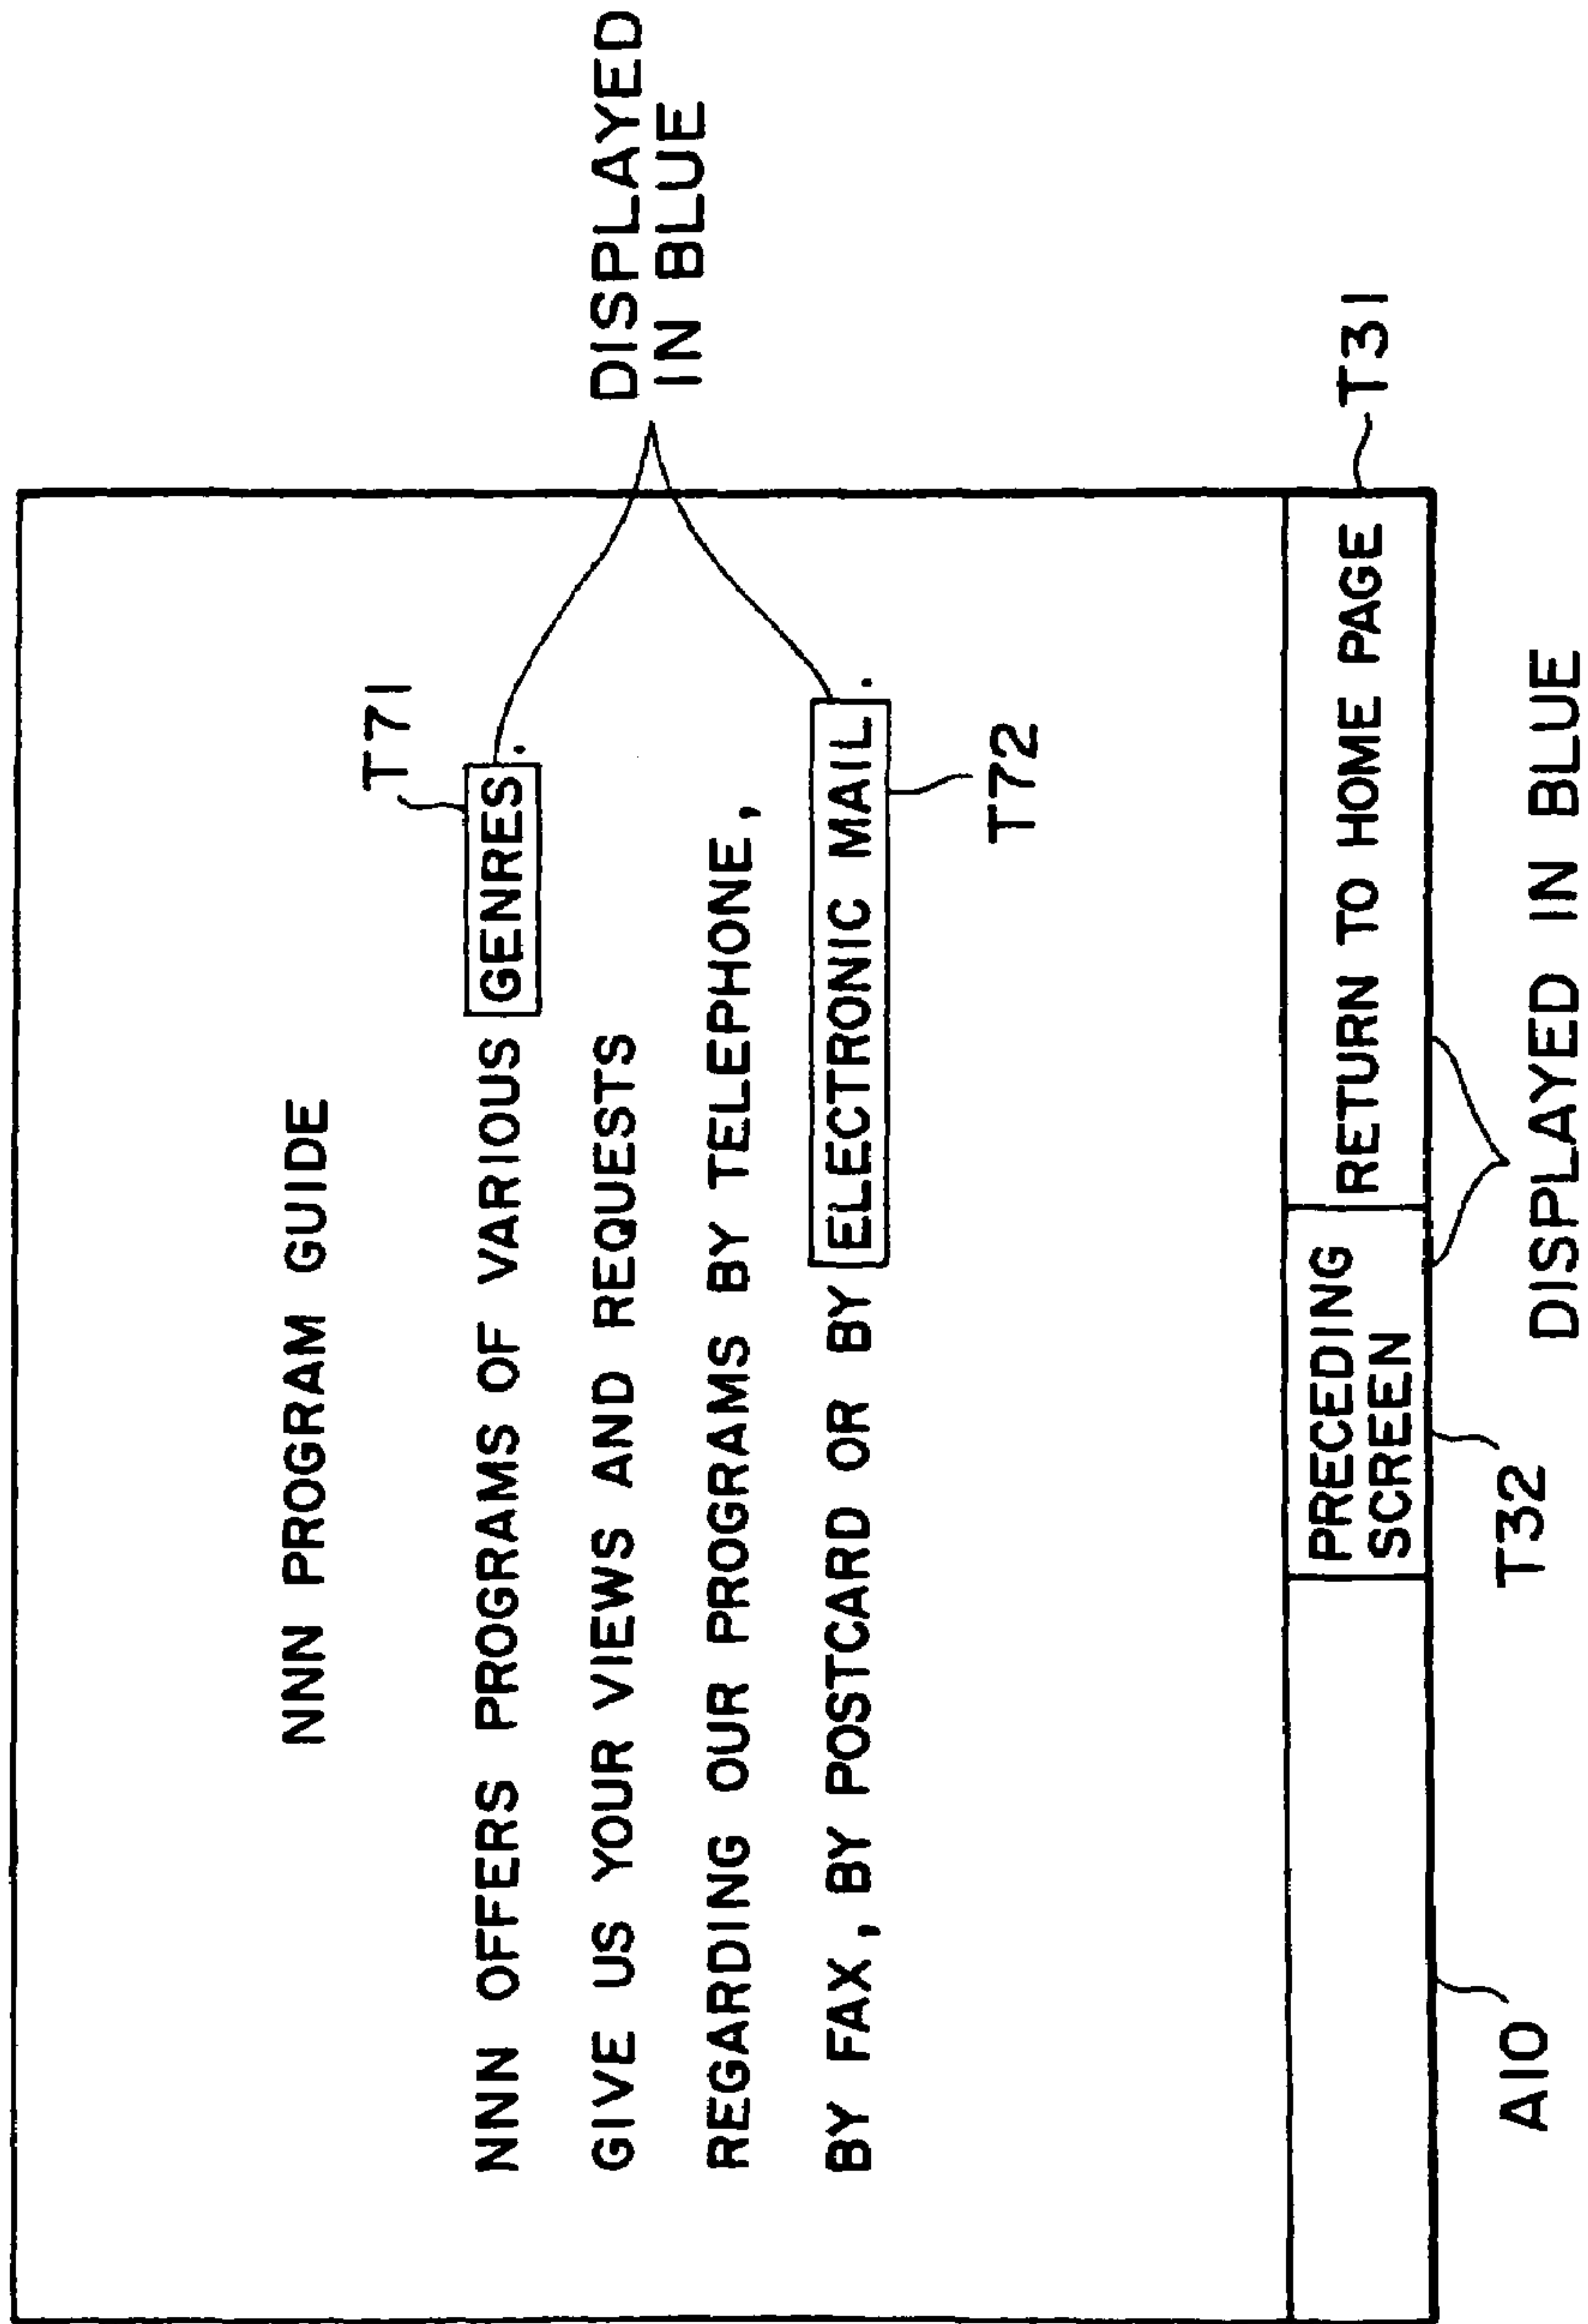 NNN PROGRAM GUIDE
T71
NNN OFFERS PROGRAMS OF VARIOUS GENRES.
GIVE US YOUR VIEWS AND REQUESTS
REGARDING OUR PROGRAMS BY TELEPHONE,
BY FAX, BY POSTCARD OR BY ELECTRONIC MAIL.
T72
DISPLAYED
IN BLUE
PRECEDING
SCREEN
RETURN TO HOME PAGE
T31
A10
T32
DISPLAYED IN BLUE